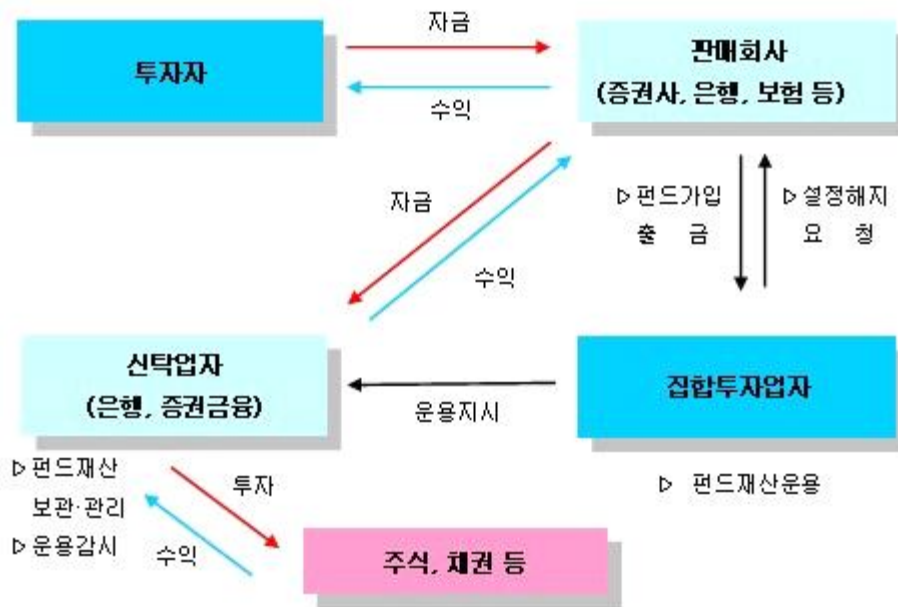 자금
투자자
판매회사
(증권사, 은행, 보험 등)
수익
자금
수익
▷펀드가입
출 금
▷설정해지
요 청
신탁업자
(은행, 증권금융)
운용지시
집합투자업자
▷펀드재산
보관·관리
▷운용감시
투자
수익
▷ 펀드재산운용
주식, 채권 등